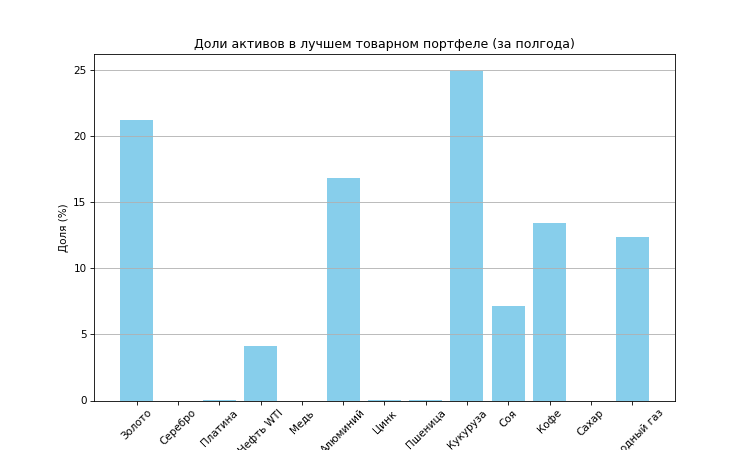 Доли активов в лучшем товарном портфеле (за полгода)
Доля (%)
25
20
15
10
5
0
Золото
Серебро
Платина
Нефть WTI
Медь
Алюминий
Цинк
Пшеница
Кукуруза
Соя
Кофе
Сахар
газ